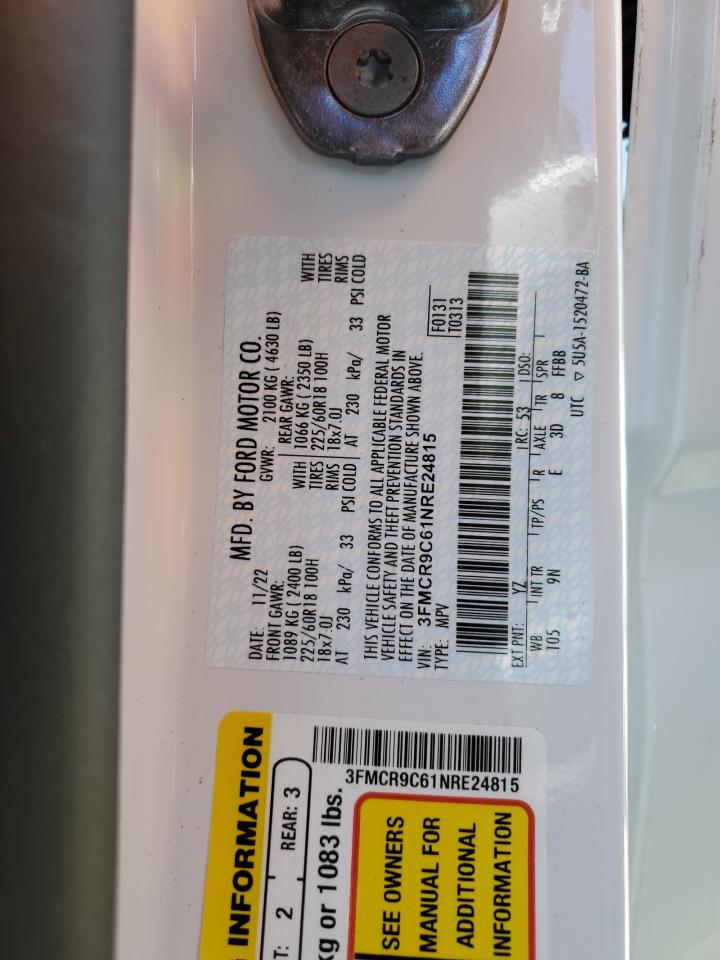 MFD. BY FORD MOTOR CO.
DATE: 11/22 GVWR: 2100 KG ( 4630 LB)
FRONT GAWR: REAR GAWR:
1089 KG ( 2400 LB) WITH 1066 KG ( 2350 LB) WITH
225/60R18 100H TIRES 225/60R18 100H TIRES
18x7.0J RIMS 18x7.0J RIMS
AT 230 kPa/ 33 PSI COLD AT 230 kPa/ 33 PSI COLD
THIS VEHICLE CONFORMS TO ALL APPLICABLE FEDERAL MOTOR
VEHICLE SAFETY AND THEFT PREVENTION STANDARDS IN
EFFECT ON THE DATE OF MANUFACTURE SHOWN ABOVE.
VIN: 3FMCR9C61NRE24815
TYPE: MPV
F0131
T0313
EXT PNT: YZ RC: 53 DSO:
WB INT TR TP/PS R AXLE TR SPR
105 9N E 3D 8 FFBB
UTC ▽ 5U5A-1520472-BA
INFORMATION
T: 2 REAR: 3
kg or 1083 lbs.
3FMCR9C61NRE24815
SEE OWNERS
MANUAL FOR
ADDITIONAL
INFORMATION